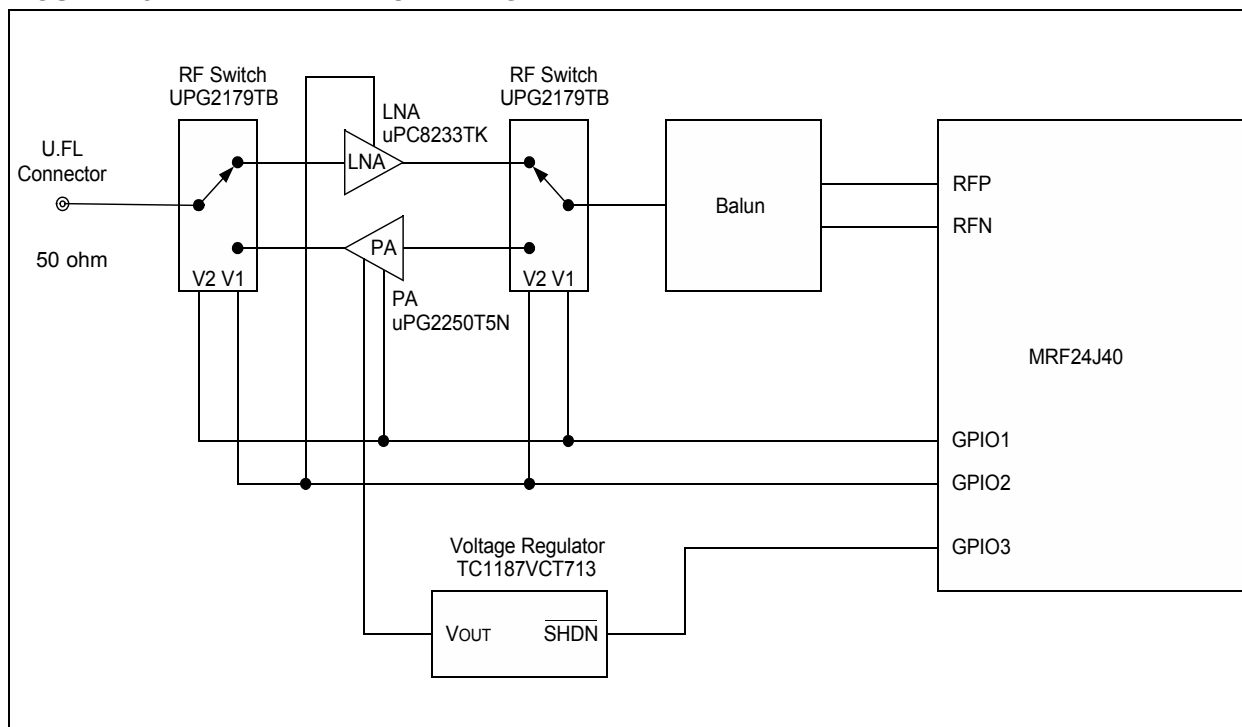 RF Switch
UPG2179TB
RF Switch
UPG2179TB
LNA
uPC8233TK
U.FL
Connector
LNA
50 ohm
PA
V2 V1
V2 V1
PA
uPG2250T5N
Balun
RFP
RFN
MRF24J40
GPIO1
GPIO2
GPIO3
Voltage Regulator
TC1187VCT713
VOUT
SHDN